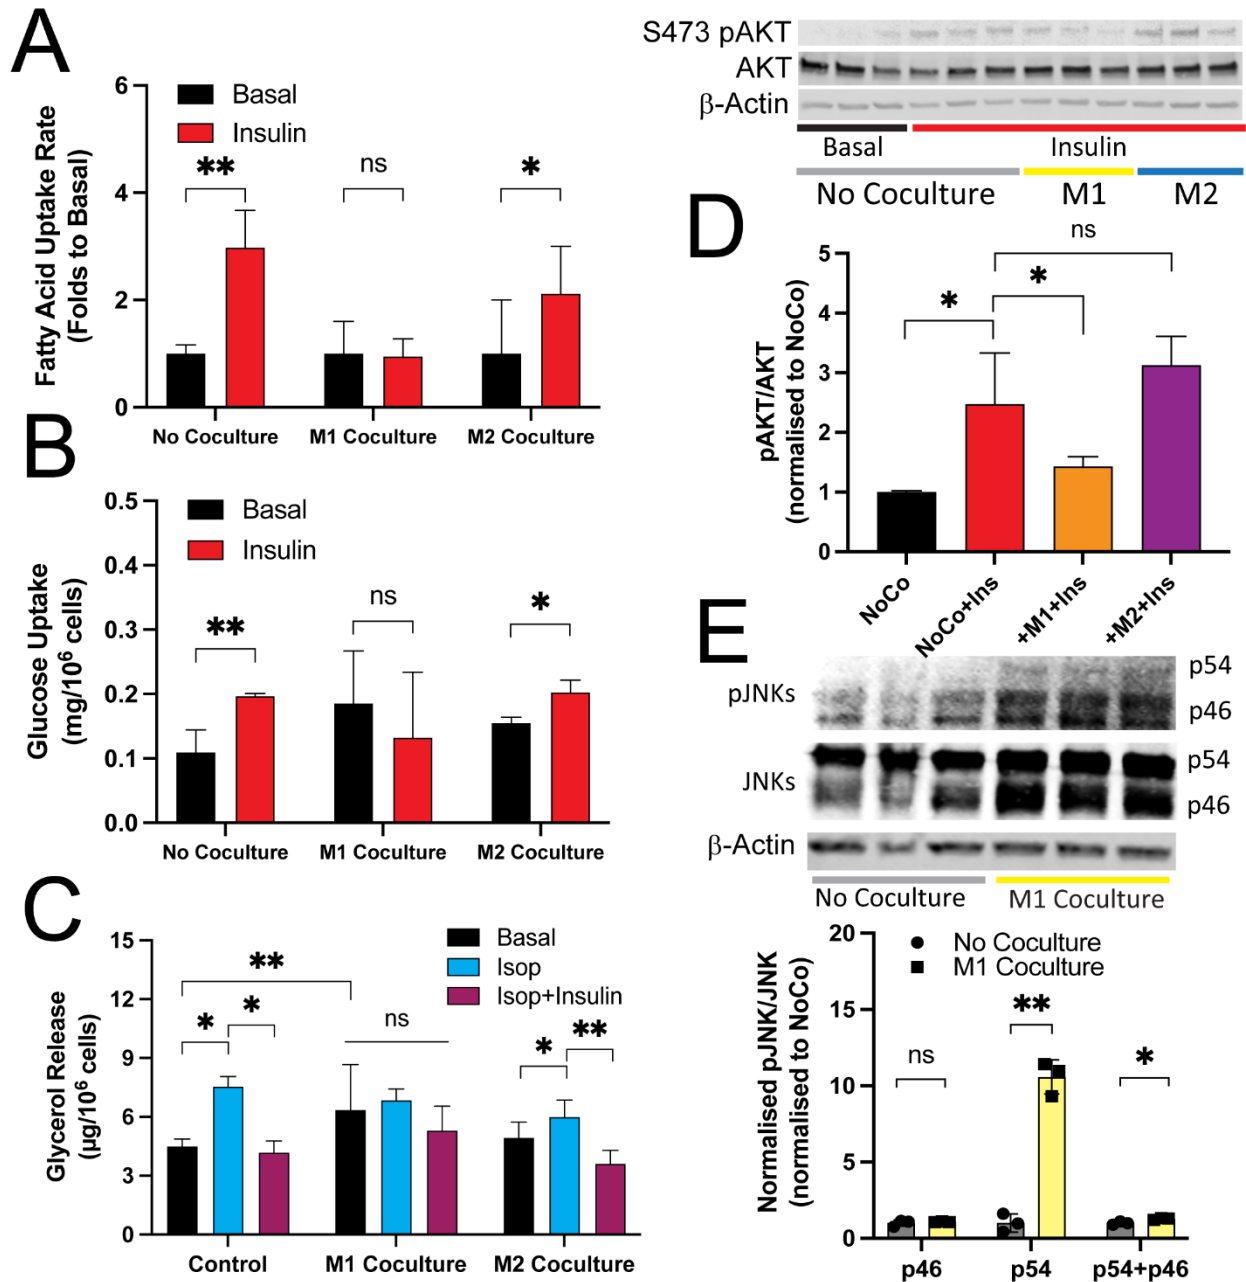 A
Fatty Acid Uptake Rate
(Folds to Basal)
6
4
2
0
Basal
Insulin
**
ns
*
No Coculture
M1 Coculture
M2 Coculture
B
Glucose Uptake
(mg/10⁶ cells)
0.5
0.4
0.3
0.2
0.1
0.0
Basal
Insulin
**
ns
*
No Coculture
M1 Coculture
M2 Coculture
C
Glycerol Release
(µg/10⁶ cells)
15
12
9
6
3
0
Basal
Isop
Isop+Insulin
**
*
*
ns
*
**
Control
M1 Coculture
M2 Coculture
S473 pAKT
AKT
β-Actin
Basal
Insulin
No Coculture
M1
M2
D
pAKT/AKT
(normalised to NoCo)
5
4
3
2
1
0
ns
*
*
NoCo
NoCo+Ins
+M1+Ins
+M2+Ins
E
pJNKs
p54
p46
JNKs
p54
p46
β-Actin
No Coculture
M1 Coculture
Normalised pJNK/JNK
(normalised to NoCo)
20
15
10
5
0
No Coculture
M1 Coculture
ns
**
*
p46
p54
p54+p46